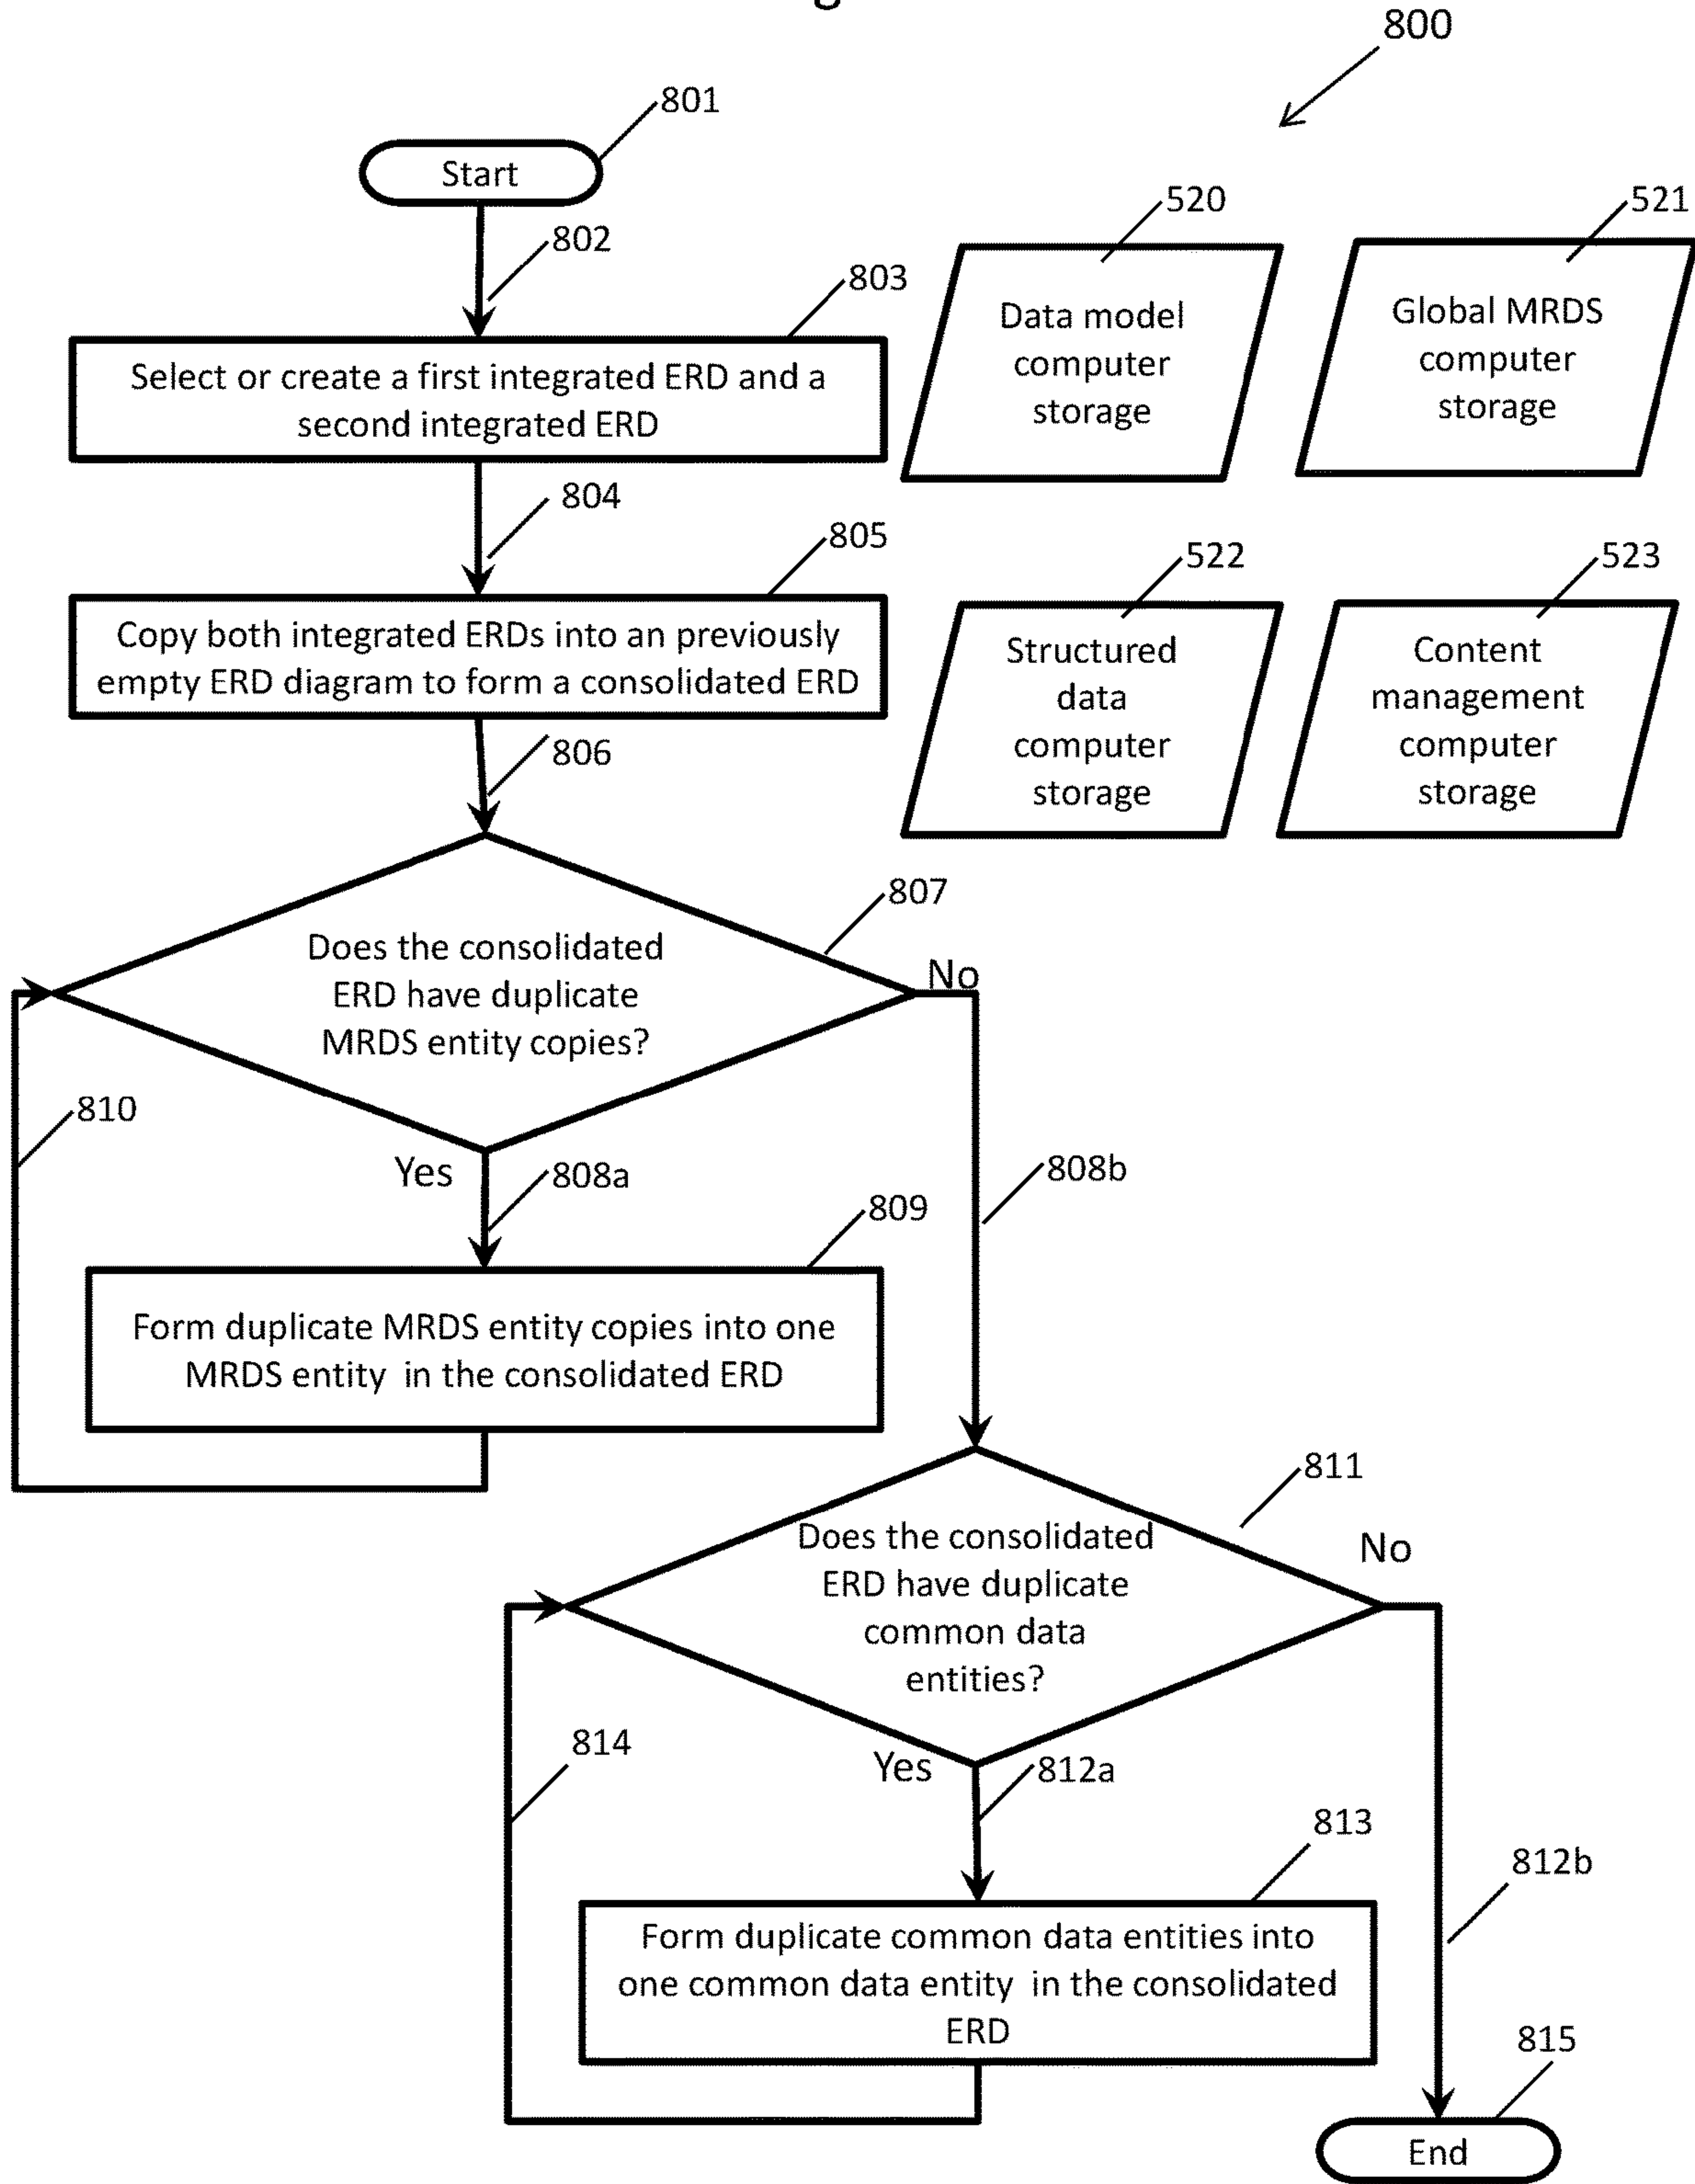 800
801
Start
802
803
Select or create a first integrated ERD and a
second integrated ERD
520
Data model
computer
storage
521
Global MRDS
computer
storage
804
805
Copy both integrated ERDs into an previously
empty ERD diagram to form a consolidated ERD
522
Structured
data
computer
storage
523
Content
management
computer
storage
806
807
Does the consolidated
ERD have duplicate
MRDS entity copies?
No
810
Yes
808a
808b
809
Form duplicate MRDS entity copies into one
MRDS entity in the consolidated ERD
811
Does the consolidated
ERD have duplicate
common data
entities?
No
814
Yes
812a
813
812b
Form duplicate common data entities into
one common data entity in the consolidated
ERD
815
End